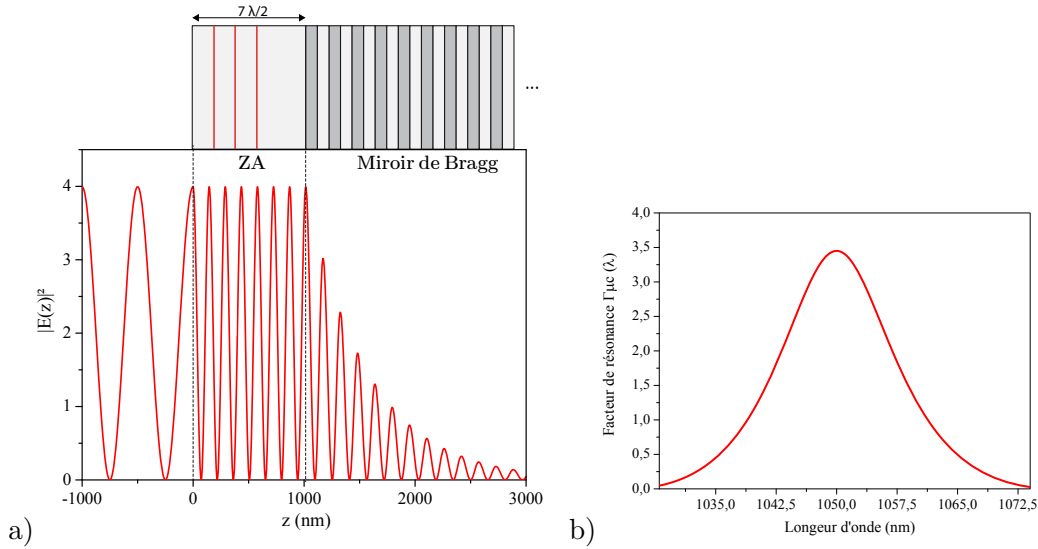 7 λ/2
...
ZA
Miroir de Bragg
|E(z)|²
4
3
2
1
0
-1000
0
1000
2000
3000
z (nm)
a)
Facteur de résonance Γμc (λ)
4,0
3,5
3,0
2,5
2,0
1,5
1,0
0,5
0,0
1035,0
1042,5
1050,0
1057,5
1065,0
1072,5
Longeur d'onde (nm)
b)